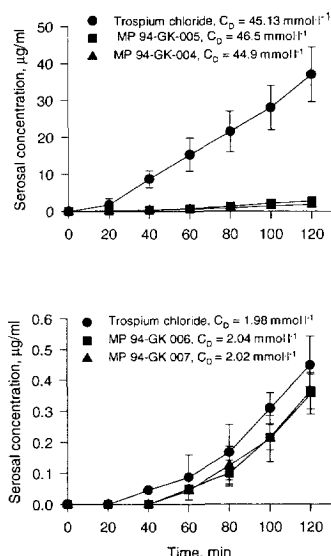 Trospium chloride, C_D = 45.13 mmol·l⁻¹
MP 94-GK-005, C_D = 46.5 mmol·l⁻¹
MP 94-GK-004, C_D = 44.9 mmol·l⁻¹
Serosal concentration, µg/ml
50
40
30
20
10
0
0 20 40 60 80 100 120
Trospium chloride, C_D = 1.98 mmol·l⁻¹
MP 94-GK 006, C_D = 2.04 mmol·l⁻¹
MP 94-GK 007, C_D = 2.02 mmol·l⁻¹
Serosal concentration, µg/ml
0.6
0.5
0.4
0.3
0.2
0.1
0.0
0 20 40 60 80 100 120
Time, min